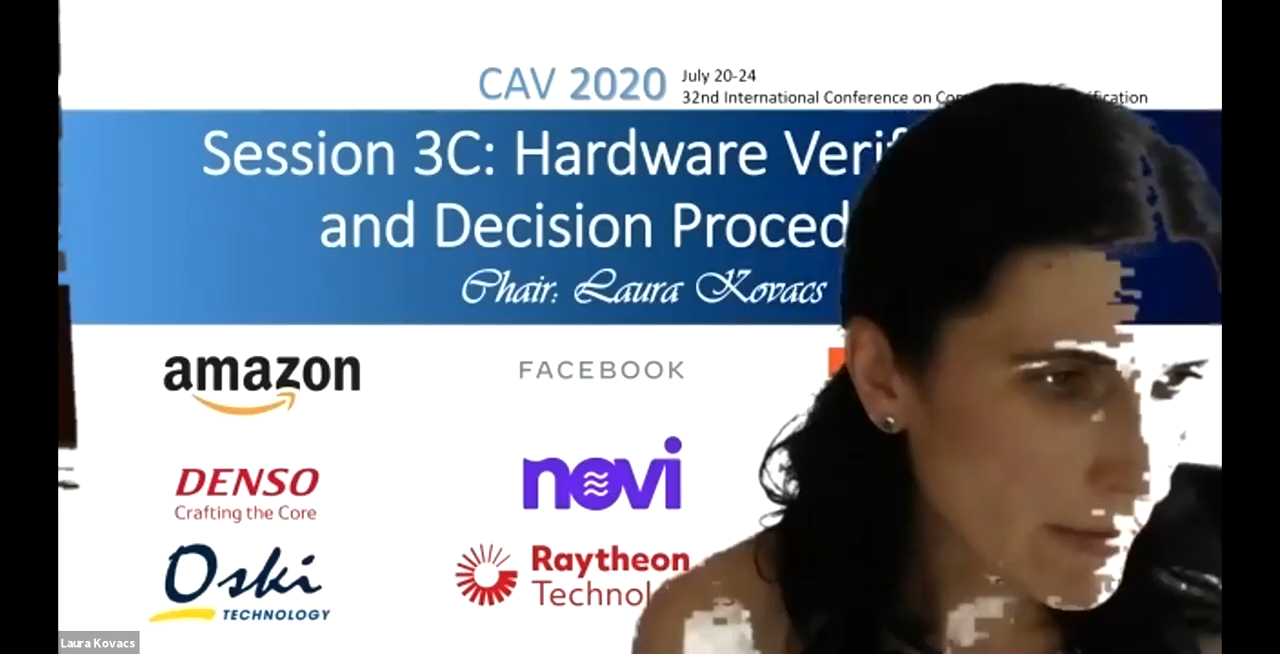 CAV 2020
July 20-24
32nd International Conference on
Session 3C: Hardware Verif
and Decision Proced
Chair: Laura Kovacs
amazon
FACEBOOK
DENSO
Crafting the Core
novi
Oski
TECHNOLOGY
Raytheon
Technol
Laura Kovacs